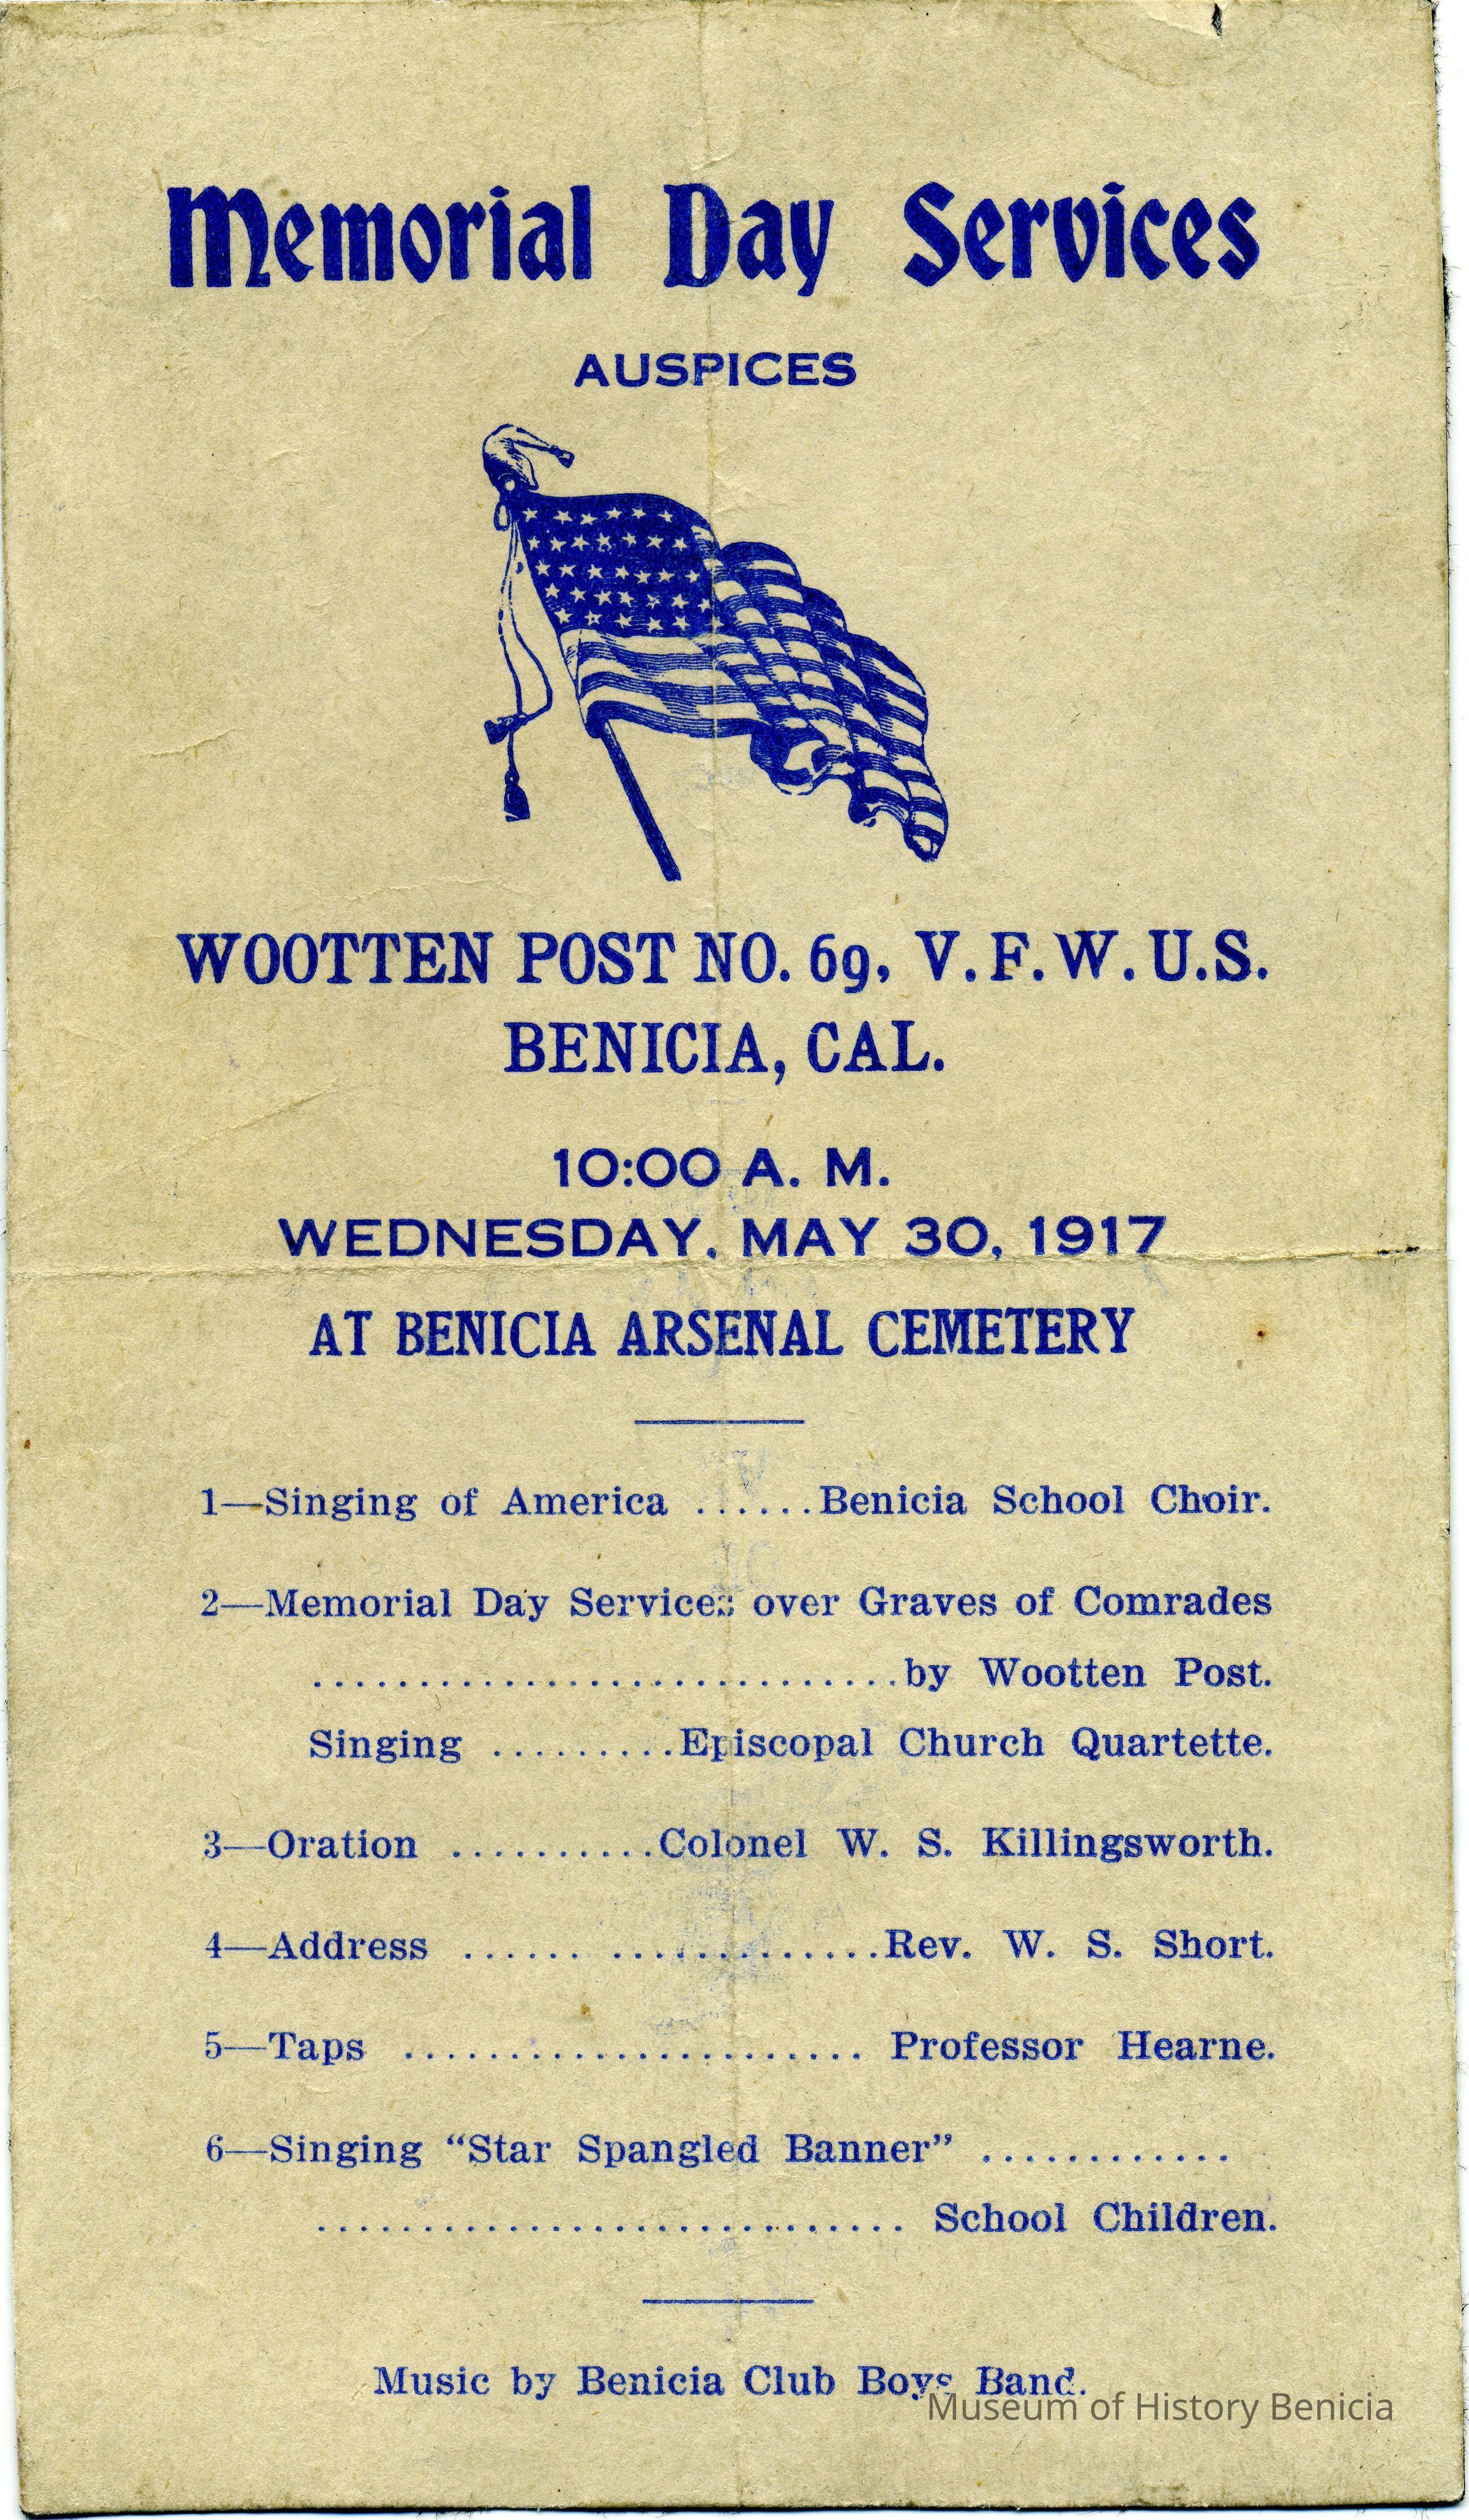 Memorial Day Services
AUSPICES
WOOTTEN POST NO. 69, V. F. W. U.S.
BENICIA, CAL.
10:00 A. M.
WEDNESDAY, MAY 30, 1917
AT BENICIA ARSENAL CEMETERY
1—Singing of America ......Benicia School Choir.
2—Memorial Day Services over Graves of Comrades
............................by Wootten Post.
Singing .........Episcopal Church Quartette.
3—Oration ..........Colonel W. S. Killingsworth.
4—Address ...... .............Rev. W. S. Short.
5—Taps ...................... Professor Hearne.
6—Singing “Star Spangled Banner” ............
............................ School Children.
Music by Benicia Club Boys Band.
Museum of History Benicia